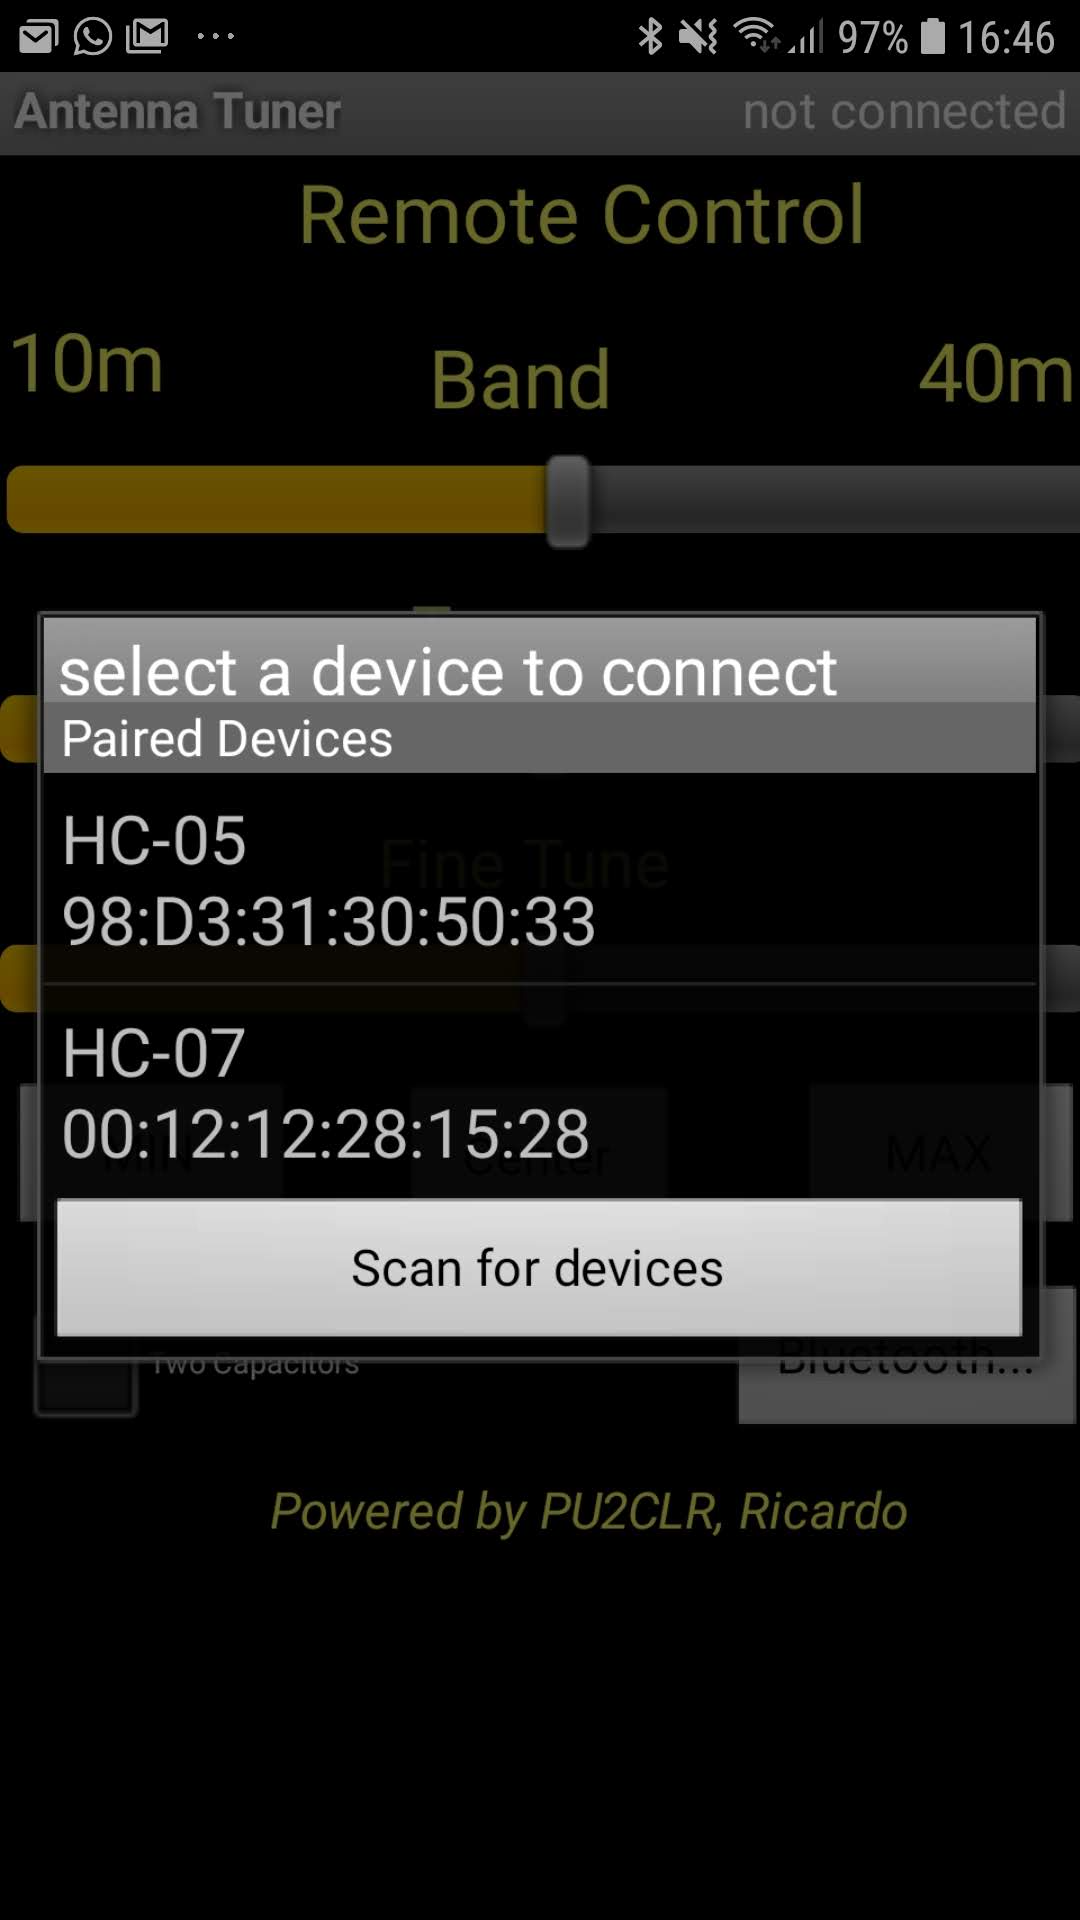 97% 16:46
Antenna Tuner not connected
Remote Control
10m Band 40m
select a device to connect
Paired Devices
HC-05
Fine Tune
98:D3:31:30:50:33
HC-07
00:12:12:28:15:28
MIN Center MAX
Scan for devices
Two Capacitors Bluetooth...
Powered by PU2CLR, Ricardo